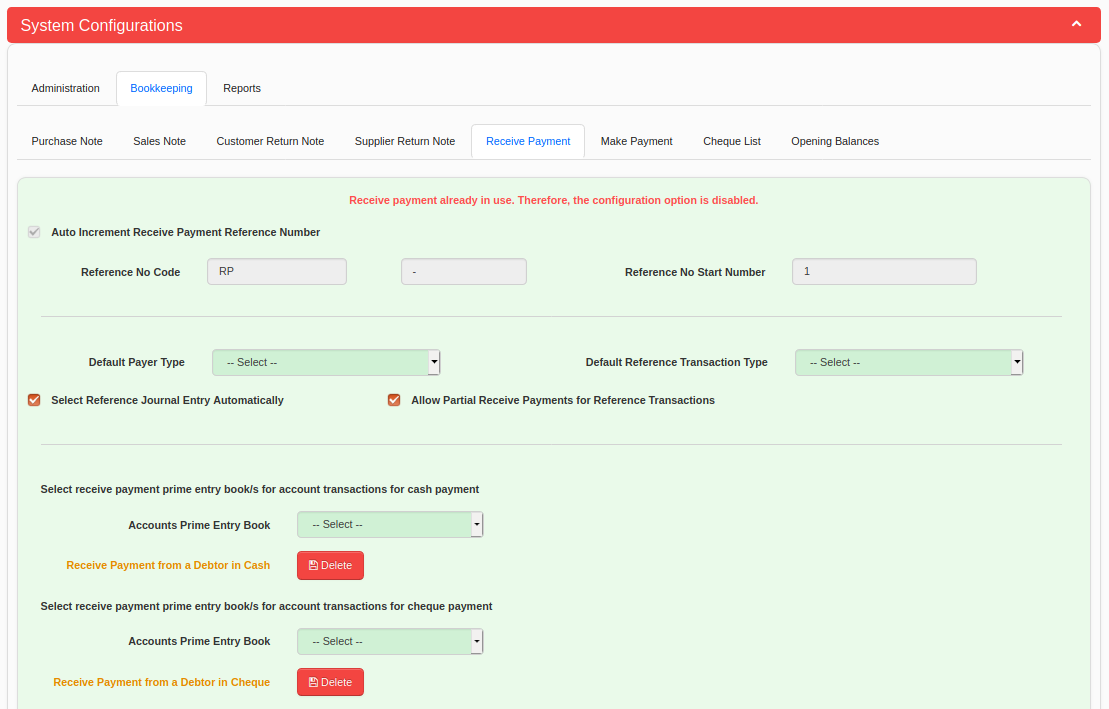 System Configurations
Administration Bookkeeping Reports
Purchase Note Sales Note Customer Return Note Supplier Return Note Receive Payment Make Payment Cheque List Opening Balances
Receive payment already in use. Therefore, the configuration option is disabled.
Auto Increment Receive Payment Reference Number
Reference No Code RP - Reference No Start Number 1
Default Payer Type -- Select -- Default Reference Transaction Type -- Select --
Select Reference Journal Entry Automatically Allow Partial Receive Payments for Reference Transactions
Select receive payment prime entry book/s for account transactions for cash payment
Accounts Prime Entry Book -- Select --
Receive Payment from a Debtor in Cash Delete
Select receive payment prime entry book/s for account transactions for cheque payment
Accounts Prime Entry Book -- Select --
Receive Payment from a Debtor in Cheque Delete